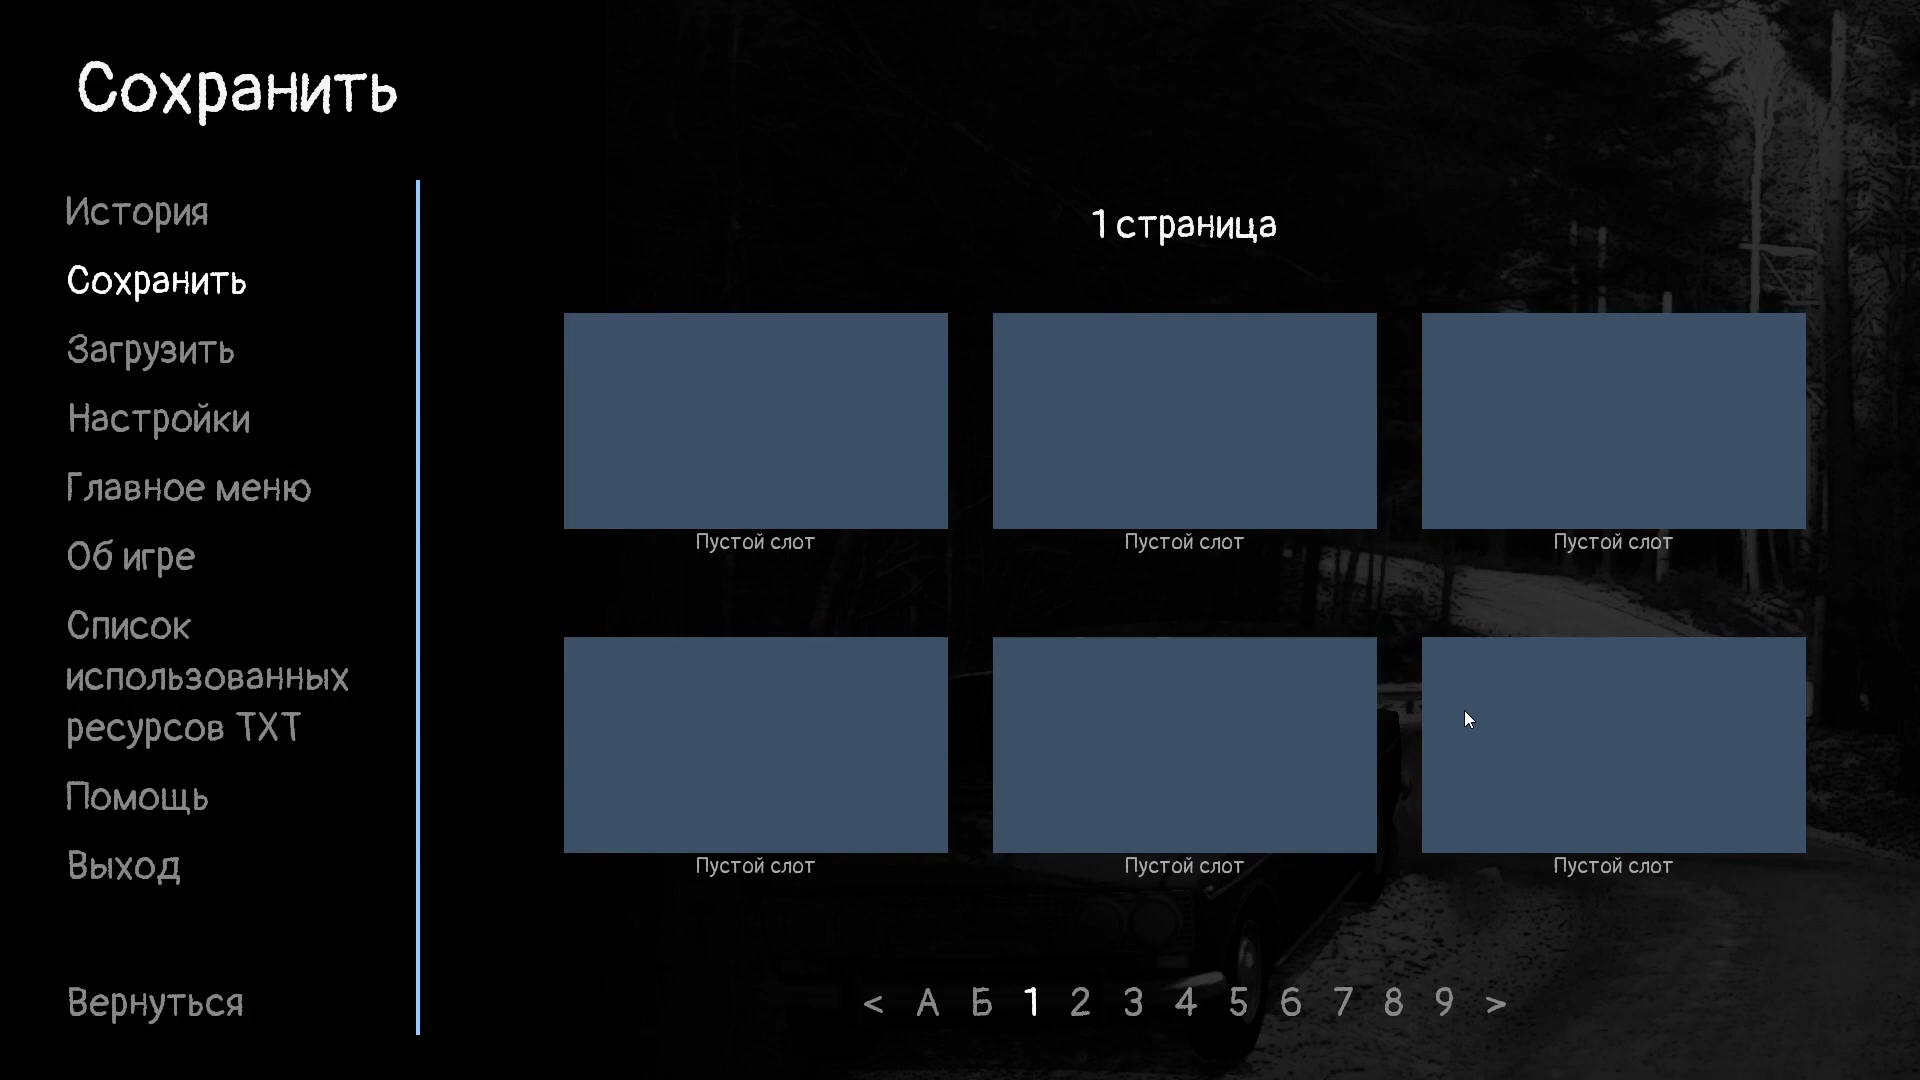 Сохранить
История
Сохранить
Загрузить
Настройки
Главное меню
Об игре
Список
использованных
ресурсов TXT
Помощь
Выход
Вернуться
1 страница
Пустой слот
Пустой слот
Пустой слот
Пустой слот
Пустой слот
Пустой слот
< А Б 1 2 3 4 5 6 7 8 9 >